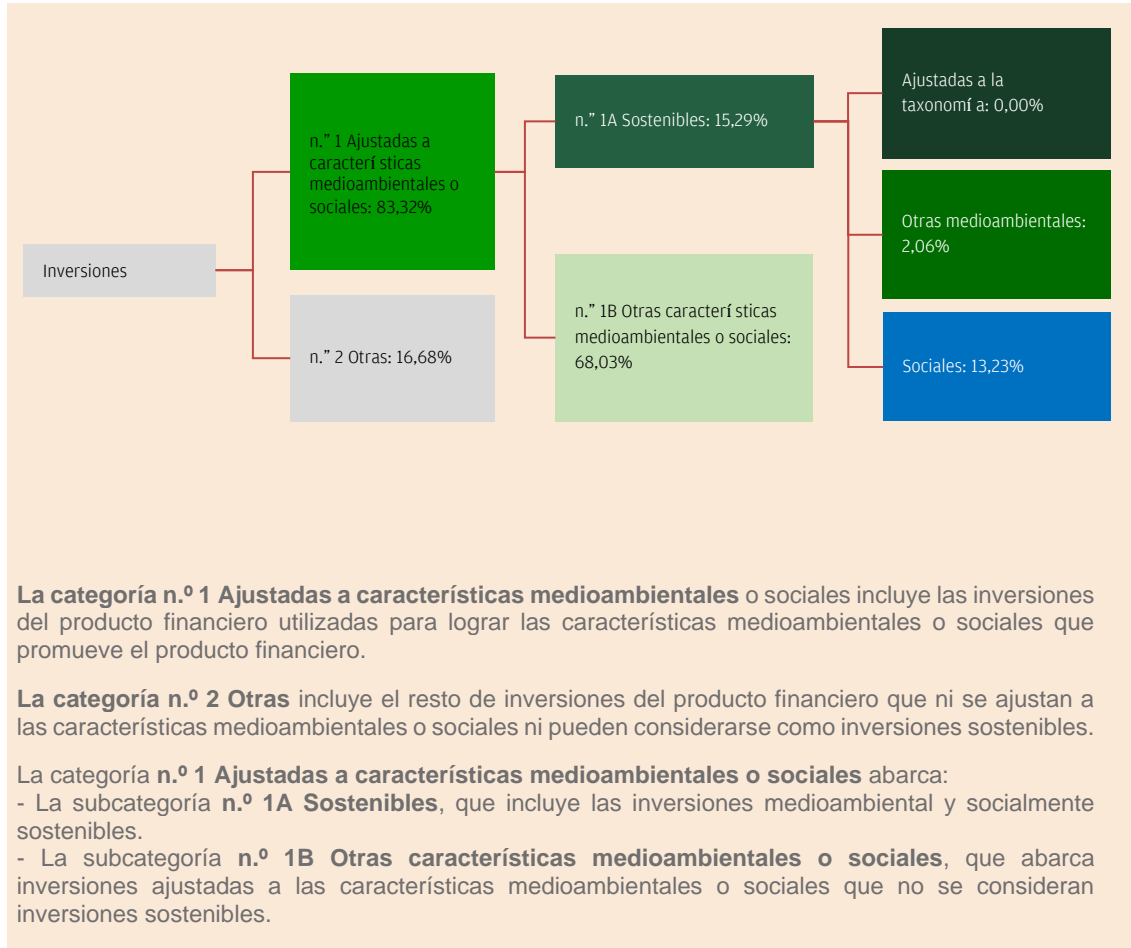 Inversiones
n.” 1 Ajustadas a
caracterí sticas
medioambientales o
sociales: 83,32%
n.” 2 Otras: 16,68%
n.” 1A Sostenibles: 15,29%
n.” 1B Otras caracterí sticas
medioambientales o sociales:
68,03%
Ajustadas a la
taxonomí a: 0,00%
Otras medioambientales:
2,06%
Sociales: 13,23%
La categoría n.º 1 Ajustadas a características medioambientales o sociales incluye las inversiones
del producto financiero utilizadas para lograr las características medioambientales o sociales que
promueve el producto financiero.
La categoría n.º 2 Otras incluye el resto de inversiones del producto financiero que ni se ajustan a
las características medioambientales o sociales ni pueden considerarse como inversiones sostenibles.
La categoría n.º 1 Ajustadas a características medioambientales o sociales abarca:
- La subcategoría n.º 1A Sostenibles, que incluye las inversiones medioambiental y socialmente
sostenibles.
- La subcategoría n.º 1B Otras características medioambientales o sociales, que abarca
inversiones ajustadas a las características medioambientales o sociales que no se consideran
inversiones sostenibles.